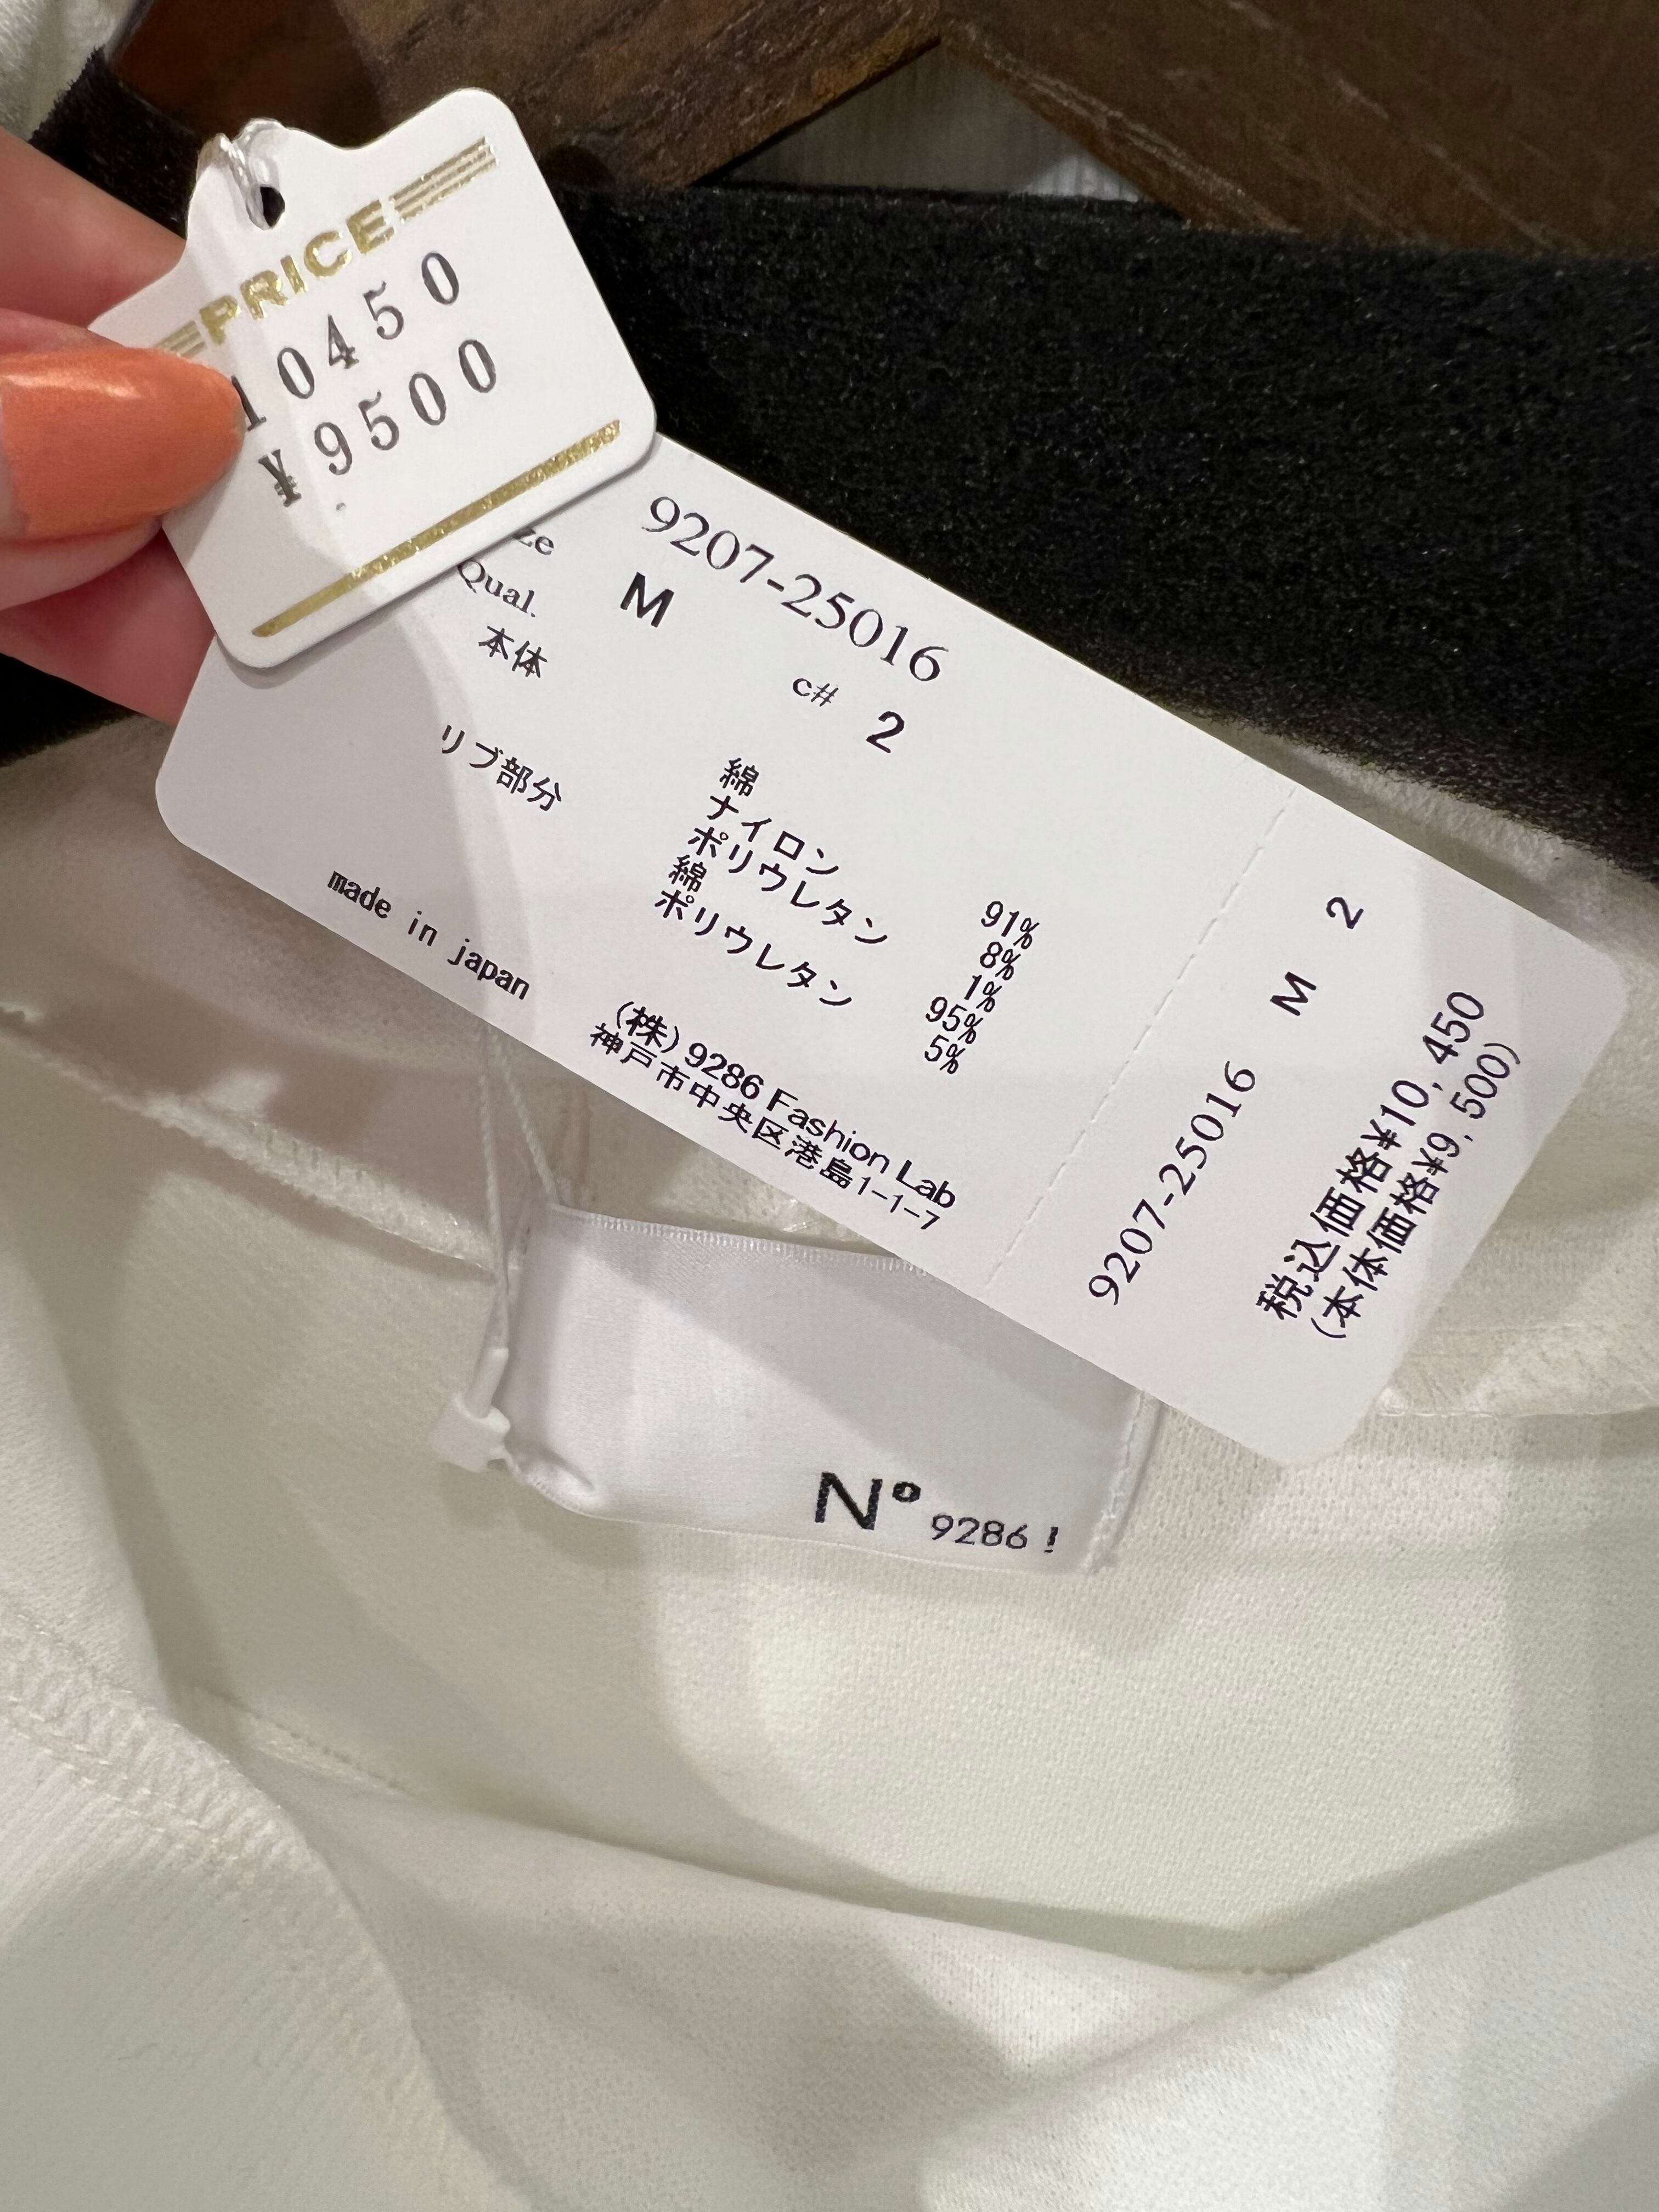 PRICE
10450
¥9500
9207-25016
M
c# 2
Qual.
本体
綿 91%
ナイロン 8%
ポリウレタン 1%
リブ部分
綿 95%
ポリウレタン 5%
made in japan
(株)9286 Fashion Lab
神戸市中央区港島1-1-7
9207-25016 M 2
税込価格¥10,450
(本体価格¥9,500)
Nº 9286!